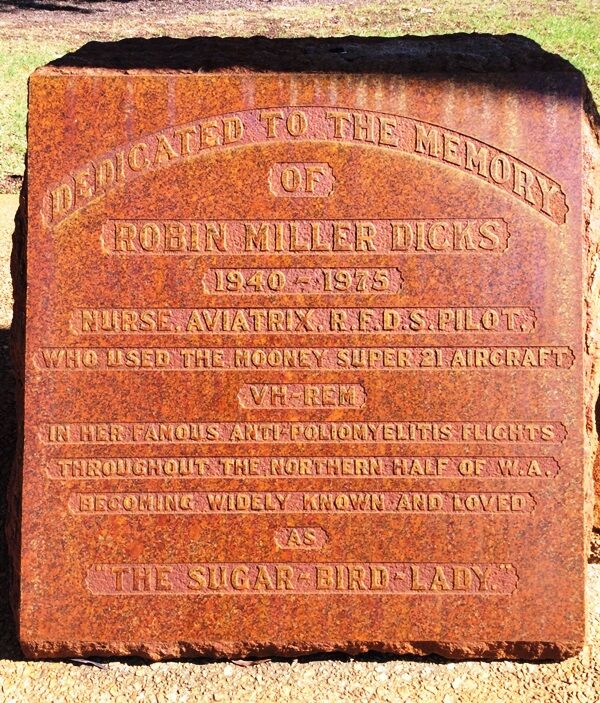 DEDICATED TO THE MEMORY
OF
ROBIN MILLER DICKS
1940 - 1975
NURSE. AVIATRIX. R.F.D.S. PILOT.
WHO USED THE MOONEY SUPER 21 AIRCRAFT
VH-REM
IN HER FAMOUS ANTI-POLIOMYELITIS FLIGHTS
THROUGHOUT THE NORTHERN HALF OF W.A.
BECOMING WIDELY KNOWN AND LOVED
AS
"THE SUGAR-BIRD-LADY."